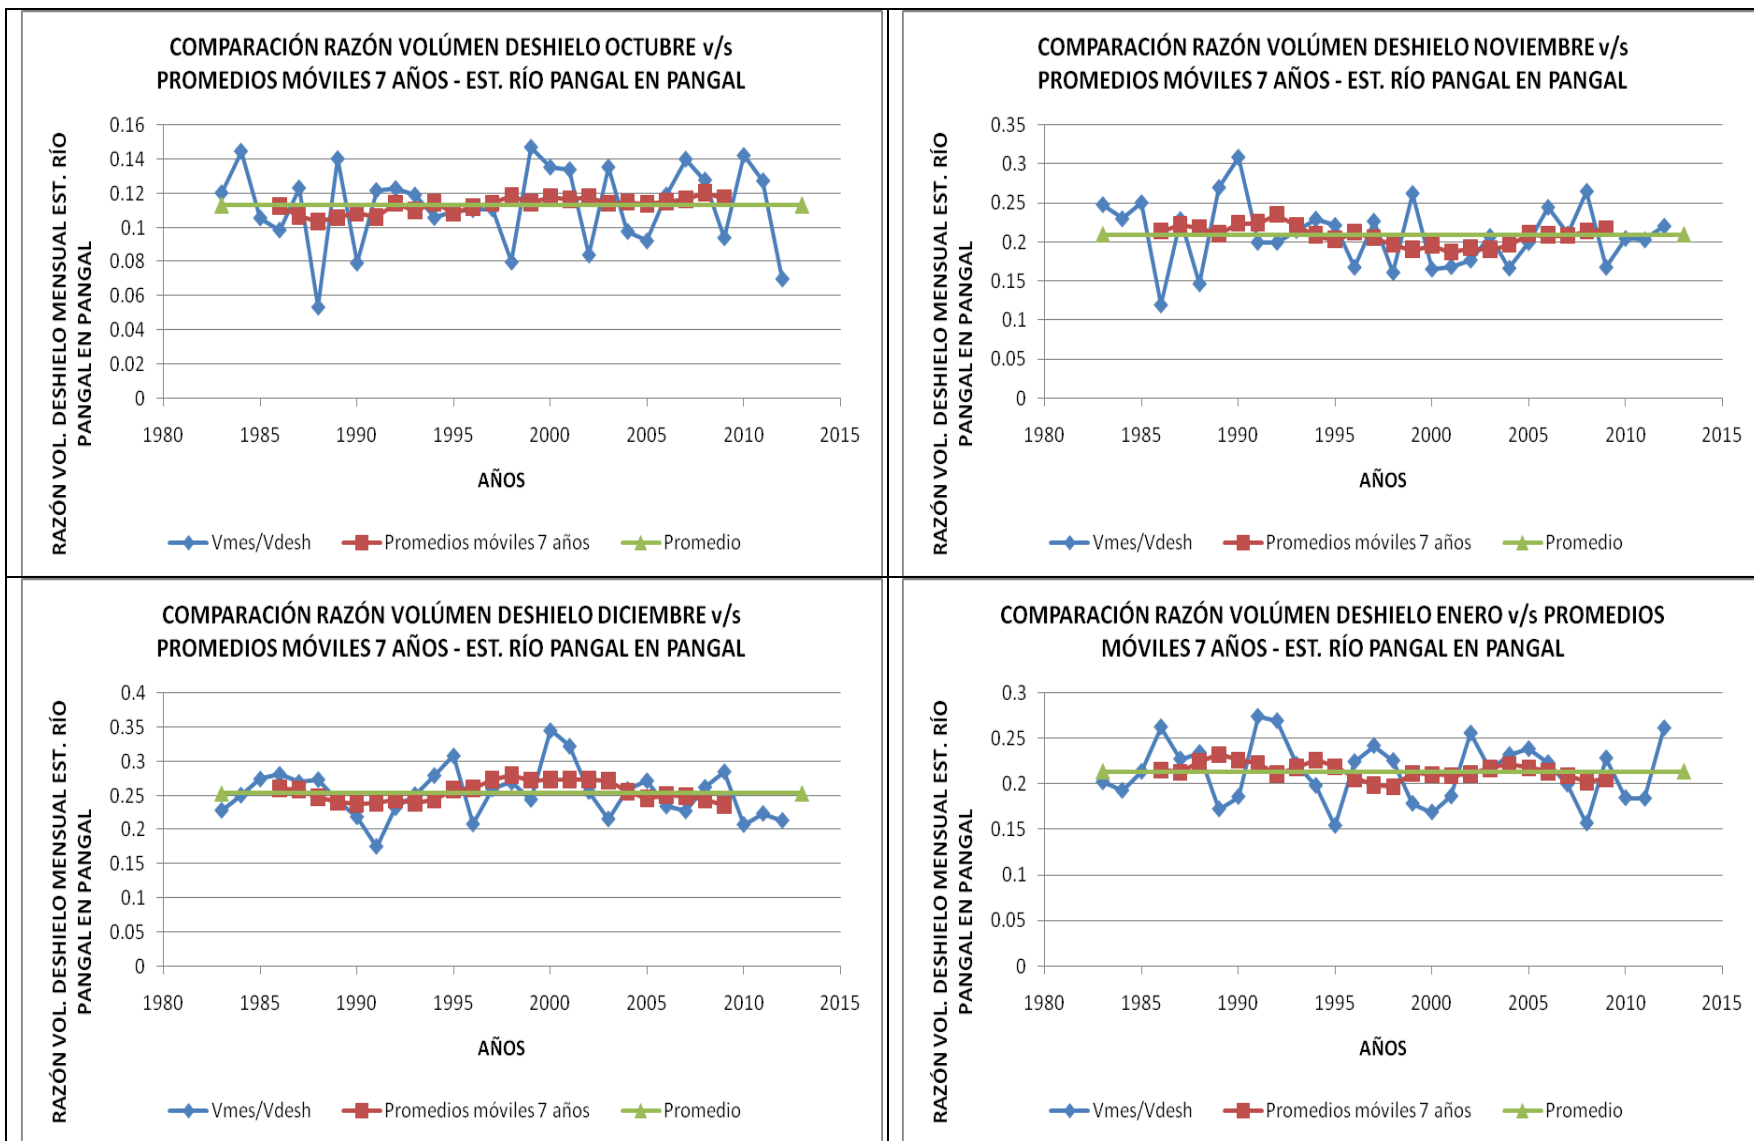 COMPARACIÓN RAZÓN VOLÚMEN DESHIELO OCTUBRE v/s
PROMEDIOS MÓVILES 7 AÑOS - EST. RÍO PANGAL EN PANGAL
RAZÓN VOL. DESHIELO MENSUAL EST. RÍO
PANGAL EN PANGAL
0.16
0.14
0.12
0.1
0.08
0.06
0.04
0.02
0
1980 1985 1990 1995 2000 2005 2010 2015
AÑOS
Vmes/Vdesh Promedios móviles 7 años Promedio
COMPARACIÓN RAZÓN VOLÚMEN DESHIELO NOVIEMBRE v/s
PROMEDIOS MÓVILES 7 AÑOS - EST. RÍO PANGAL EN PANGAL
RAZÓN VOL. DESHIELO MENSUAL EST. RÍO
PANGAL EN PANGAL
0.35
0.3
0.25
0.2
0.15
0.1
0.05
0
1980 1985 1990 1995 2000 2005 2010 2015
AÑOS
Vmes/Vdesh Promedios móviles 7 años Promedio
COMPARACIÓN RAZÓN VOLÚMEN DESHIELO DICIEMBRE v/s
PROMEDIOS MÓVILES 7 AÑOS - EST. RÍO PANGAL EN PANGAL
RAZÓN VOL. DESHIELO MENSUAL EST. RÍO
PANGAL EN PANGAL
0.4
0.35
0.3
0.25
0.2
0.15
0.1
0.05
0
1980 1985 1990 1995 2000 2005 2010 2015
AÑOS
Vmes/Vdesh Promedios móviles 7 años Promedio
COMPARACIÓN RAZÓN VOLÚMEN DESHIELO ENERO v/s PROMEDIOS
MÓVILES 7 AÑOS - EST. RÍO PANGAL EN PANGAL
RAZÓN VOL. DESHIELO MENSUAL EST. RÍO
PANGAL EN PANGAL
0.3
0.25
0.2
0.15
0.1
0.05
0
1980 1985 1990 1995 2000 2005 2010 2015
AÑOS
Vmes/Vdesh Promedios móviles 7 años Promedio